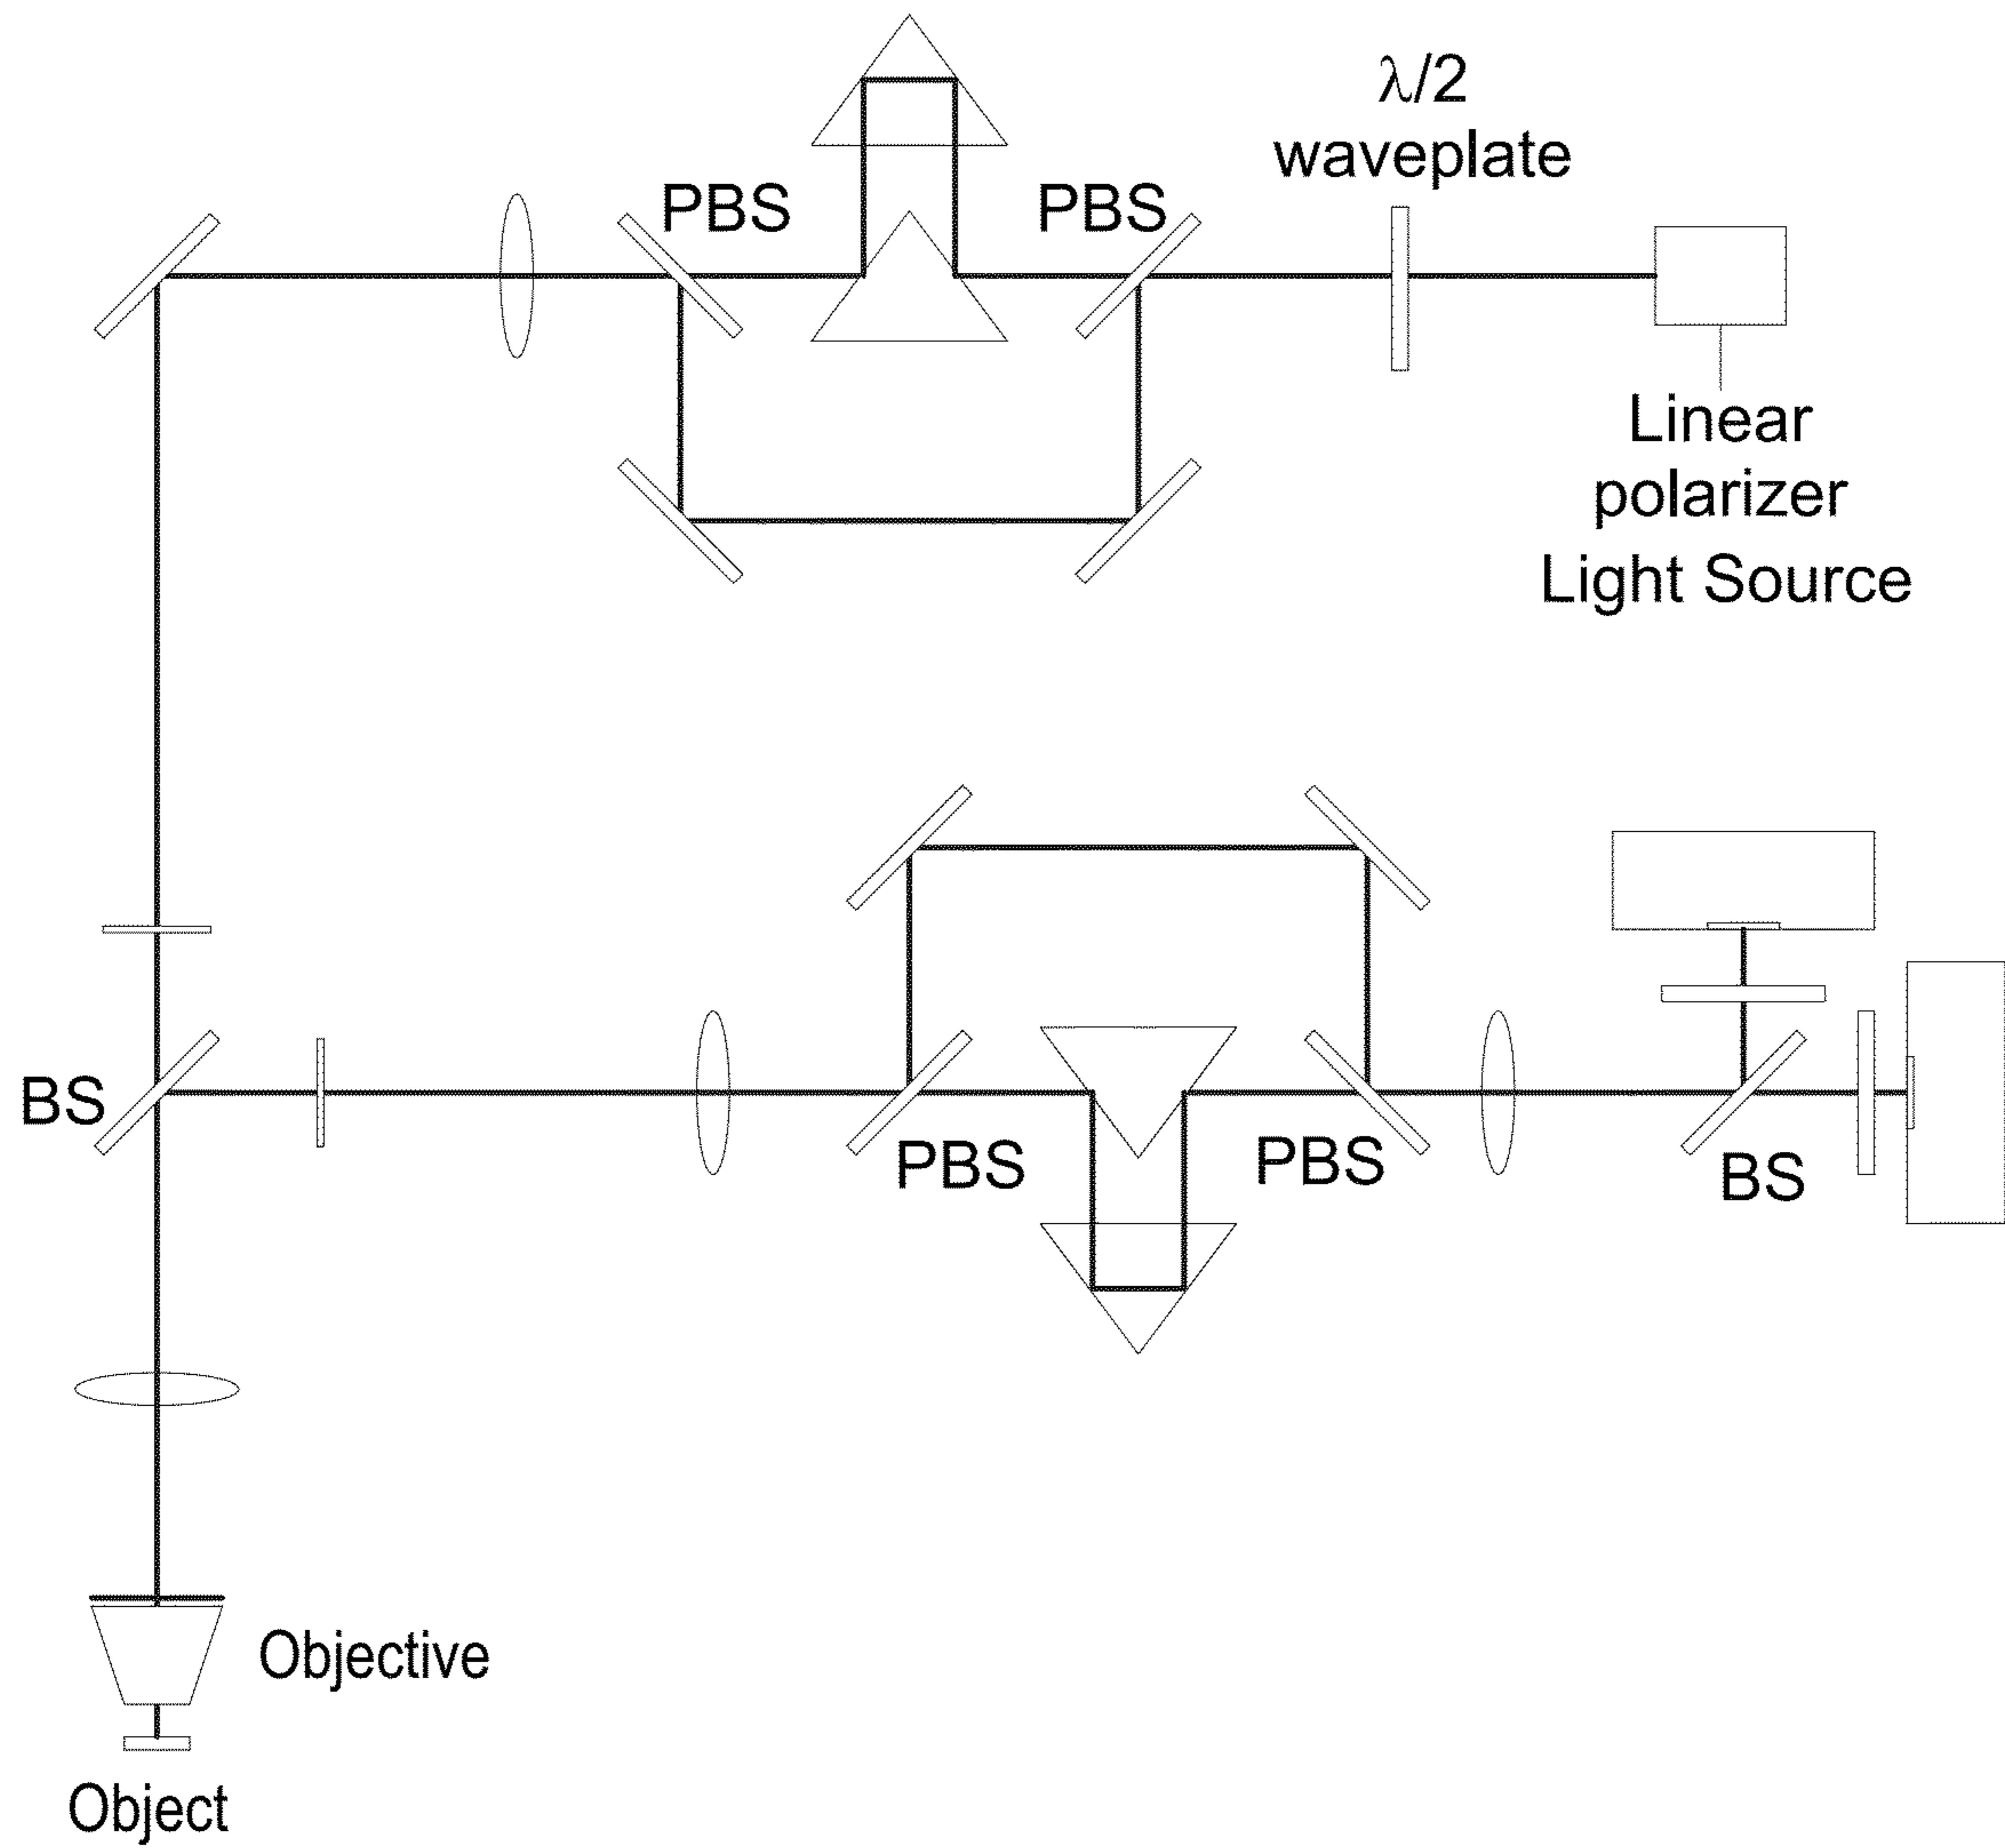 λ/2
waveplate
PBS
PBS
Linear
polarizer
Light Source
BS
PBS
PBS
BS
Objective
Object